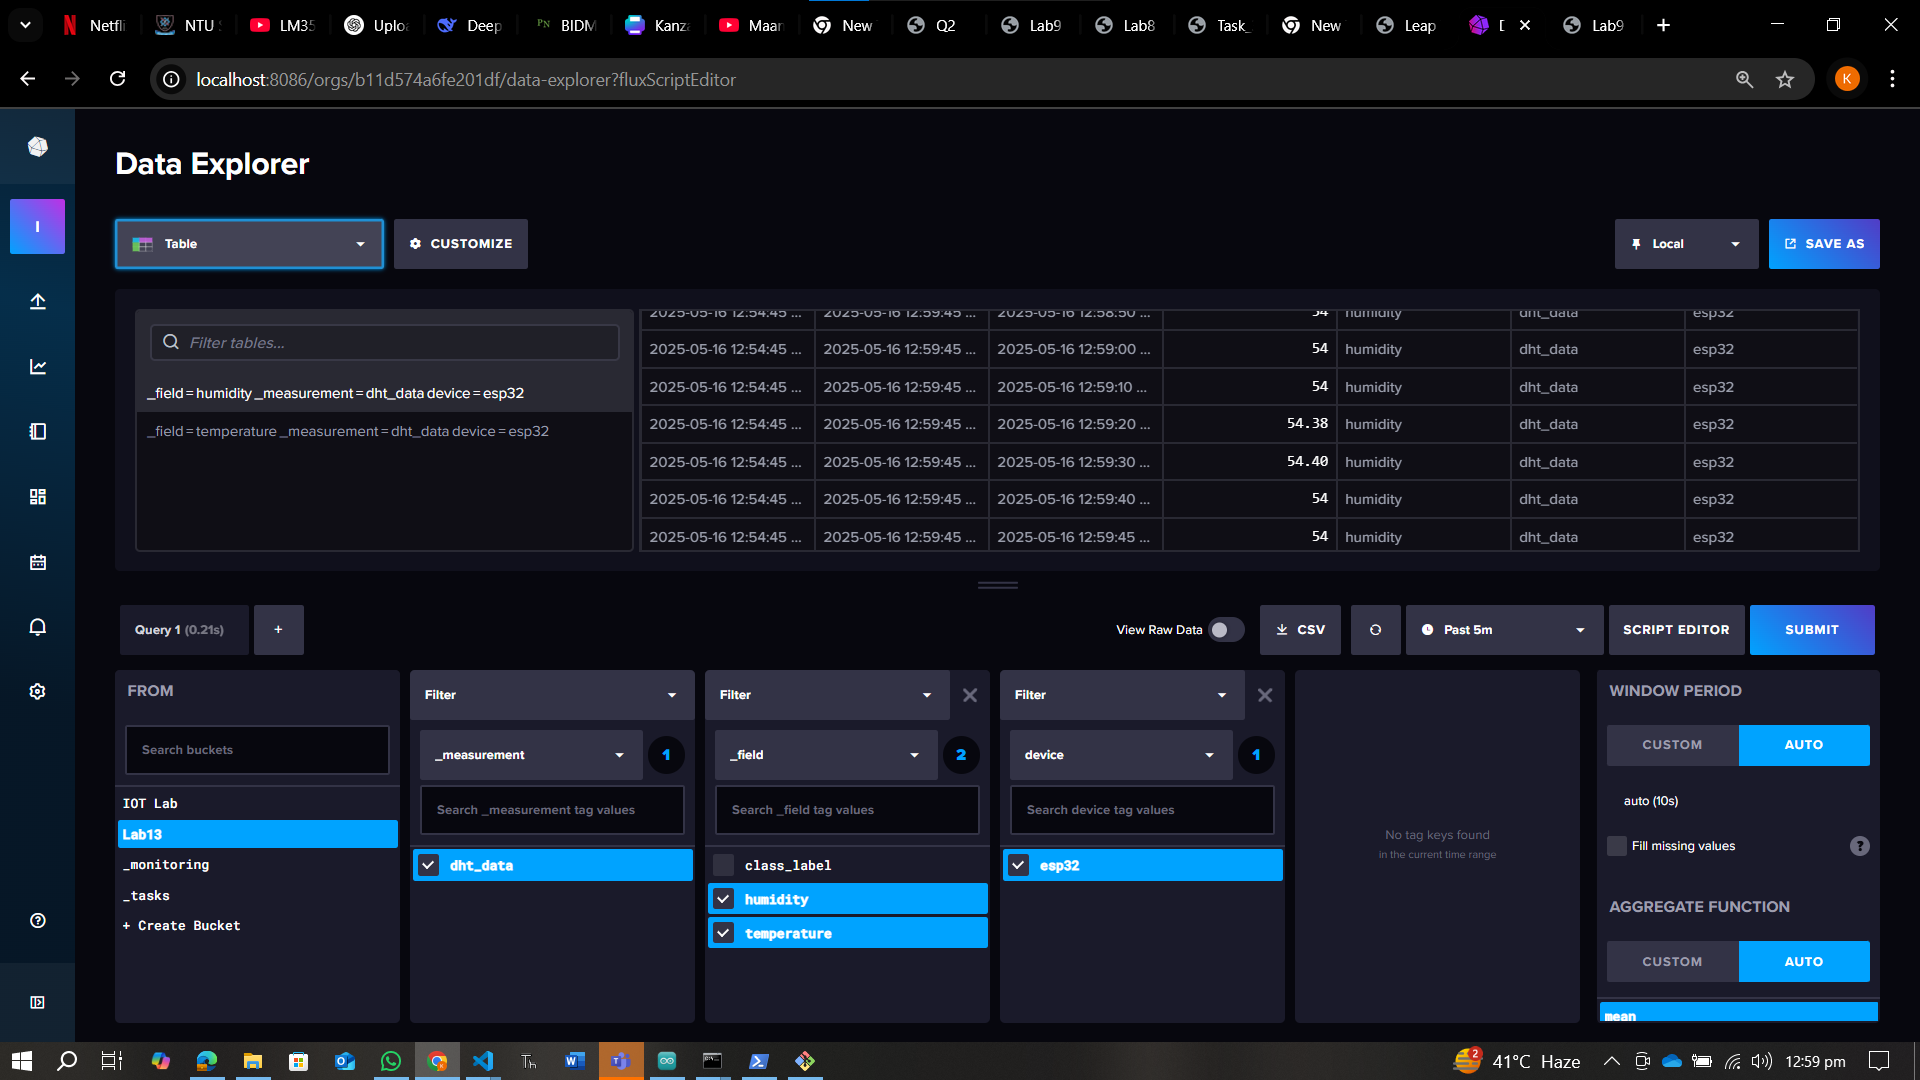 Netfli
NTU S
LM35
Uplo
Deep
PN BIDM
Kanza
Maan
New
Q2
Lab9
Lab8
Task_
New
Leap
D
Lab9
localhost:8086/orgs/b11d574a6fe201df/data-explorer?fluxScriptEditor
K
Data Explorer
I
Table
CUSTOMIZE
Local
SAVE AS
Filter tables...
_field = humidity _measurement = dht_data device = esp32
_field = temperature _measurement = dht_data device = esp32
2025-05-16 12:54:45 ... 2025-05-16 12:59:45 ... 2025-05-16 12:58:50 ... 54 humidity dht_data esp32
2025-05-16 12:54:45 ... 2025-05-16 12:59:45 ... 2025-05-16 12:59:00 ... 54 humidity dht_data esp32
2025-05-16 12:54:45 ... 2025-05-16 12:59:45 ... 2025-05-16 12:59:10 ... 54 humidity dht_data esp32
2025-05-16 12:54:45 ... 2025-05-16 12:59:45 ... 2025-05-16 12:59:20 ... 54.38 humidity dht_data esp32
2025-05-16 12:54:45 ... 2025-05-16 12:59:45 ... 2025-05-16 12:59:30 ... 54.40 humidity dht_data esp32
2025-05-16 12:54:45 ... 2025-05-16 12:59:45 ... 2025-05-16 12:59:40 ... 54 humidity dht_data esp32
2025-05-16 12:54:45 ... 2025-05-16 12:59:45 ... 2025-05-16 12:59:45 ... 54 humidity dht_data esp32
Query 1 (0.21s)
+
View Raw Data
CSV
Past 5m
SCRIPT EDITOR
SUBMIT
FROM
Search buckets
IOT Lab
Lab13
_monitoring
_tasks
+ Create Bucket
Filter
_measurement
1
Search _measurement tag values
dht_data
Filter
_field
2
Search _field tag values
class_label
humidity
temperature
Filter
device
1
Search device tag values
esp32
No tag keys found
in the current time range
WINDOW PERIOD
CUSTOM
AUTO
auto (10s)
Fill missing values
?
AGGREGATE FUNCTION
CUSTOM
AUTO
mean
2
41°C Haze
12:59 pm